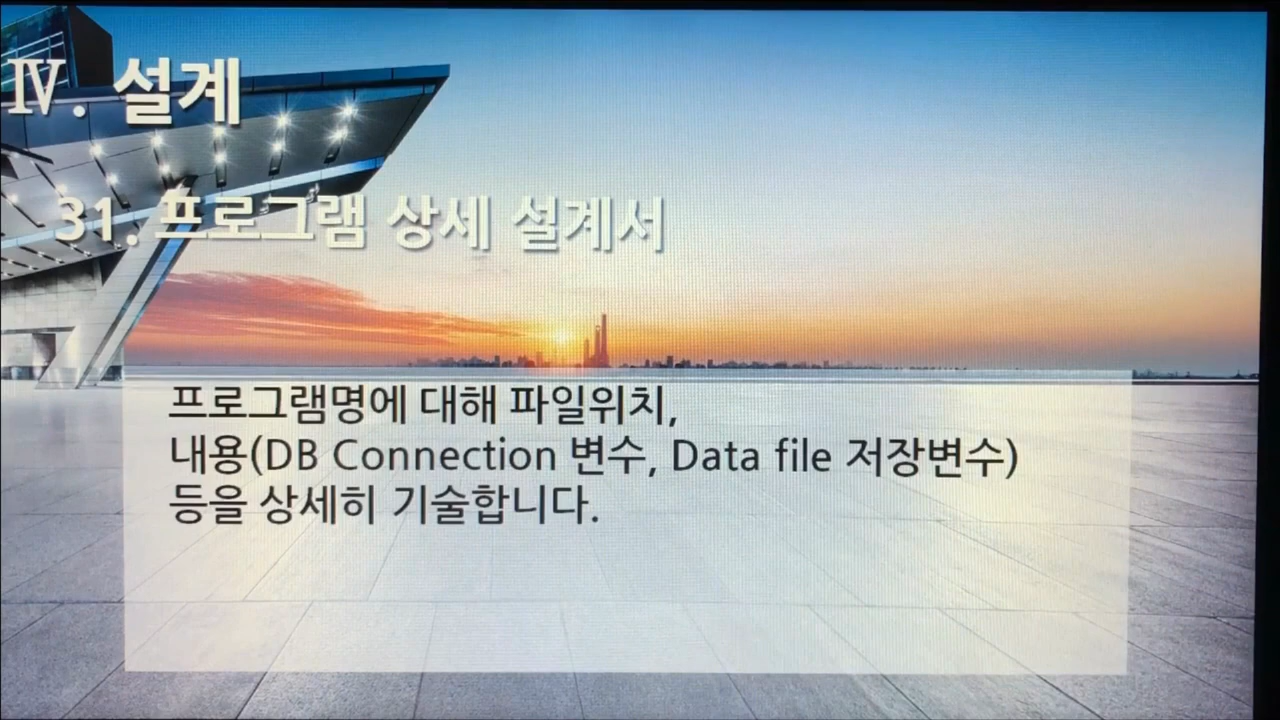 Ⅳ. 설계
31. 프로그램 상세 설계서
프로그램명에 대해 파일위치,
내용(DB Connection 변수, Data file 저장변수)
등을 상세히 기술합니다.